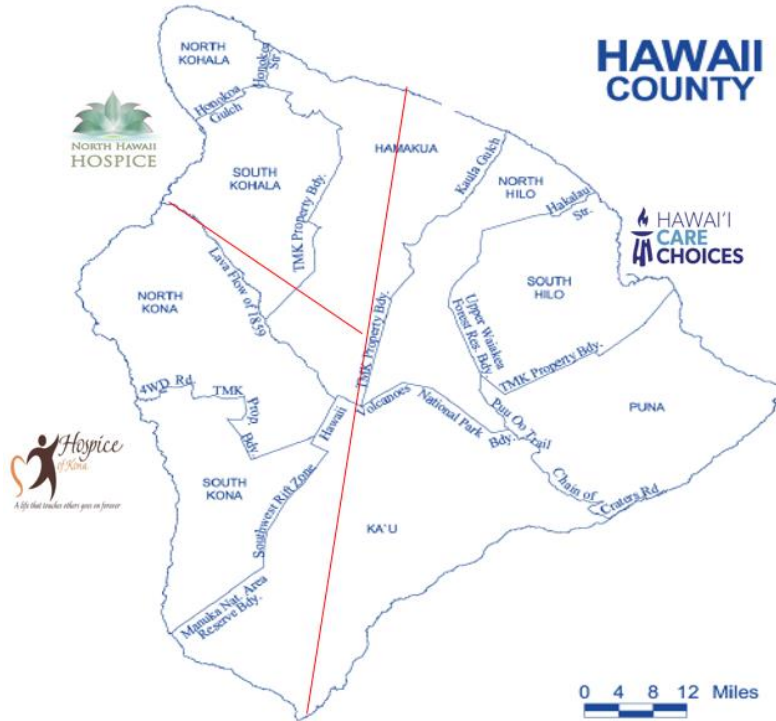 HAWAII
COUNTY
NORTH
KOHALA
Honokea
Str.
Honokoa
Gulch
NORTH HAWAII
HOSPICE
HAMAKUA
Kaula Gulch
SOUTH
KOHALA
NORTH
HILO
Hakalau
Str.
TMK Property Bdy.
HAWAI'I
CARE
CHOICES
Lava Flow of 1859
NORTH
KONA
SOUTH
HILO
Upper Waiakea
Forest Res. Bdy.
TMK Property Bdy.
TMK Property Bdy.
4WD Rd.
TMK
Prop.
Bdy.
Hawaii
Volcanoes
National Park
Bdy.
Puu Oo Trail
PUNA
Hospice
of Kona
A life that touches others goes on forever
SOUTH
KONA
Southwest Rift Zone
Chain of
Craters Rd
KA`U
Manuka Nat. Area
Reserve Bdy.
0 4 8 12 Miles